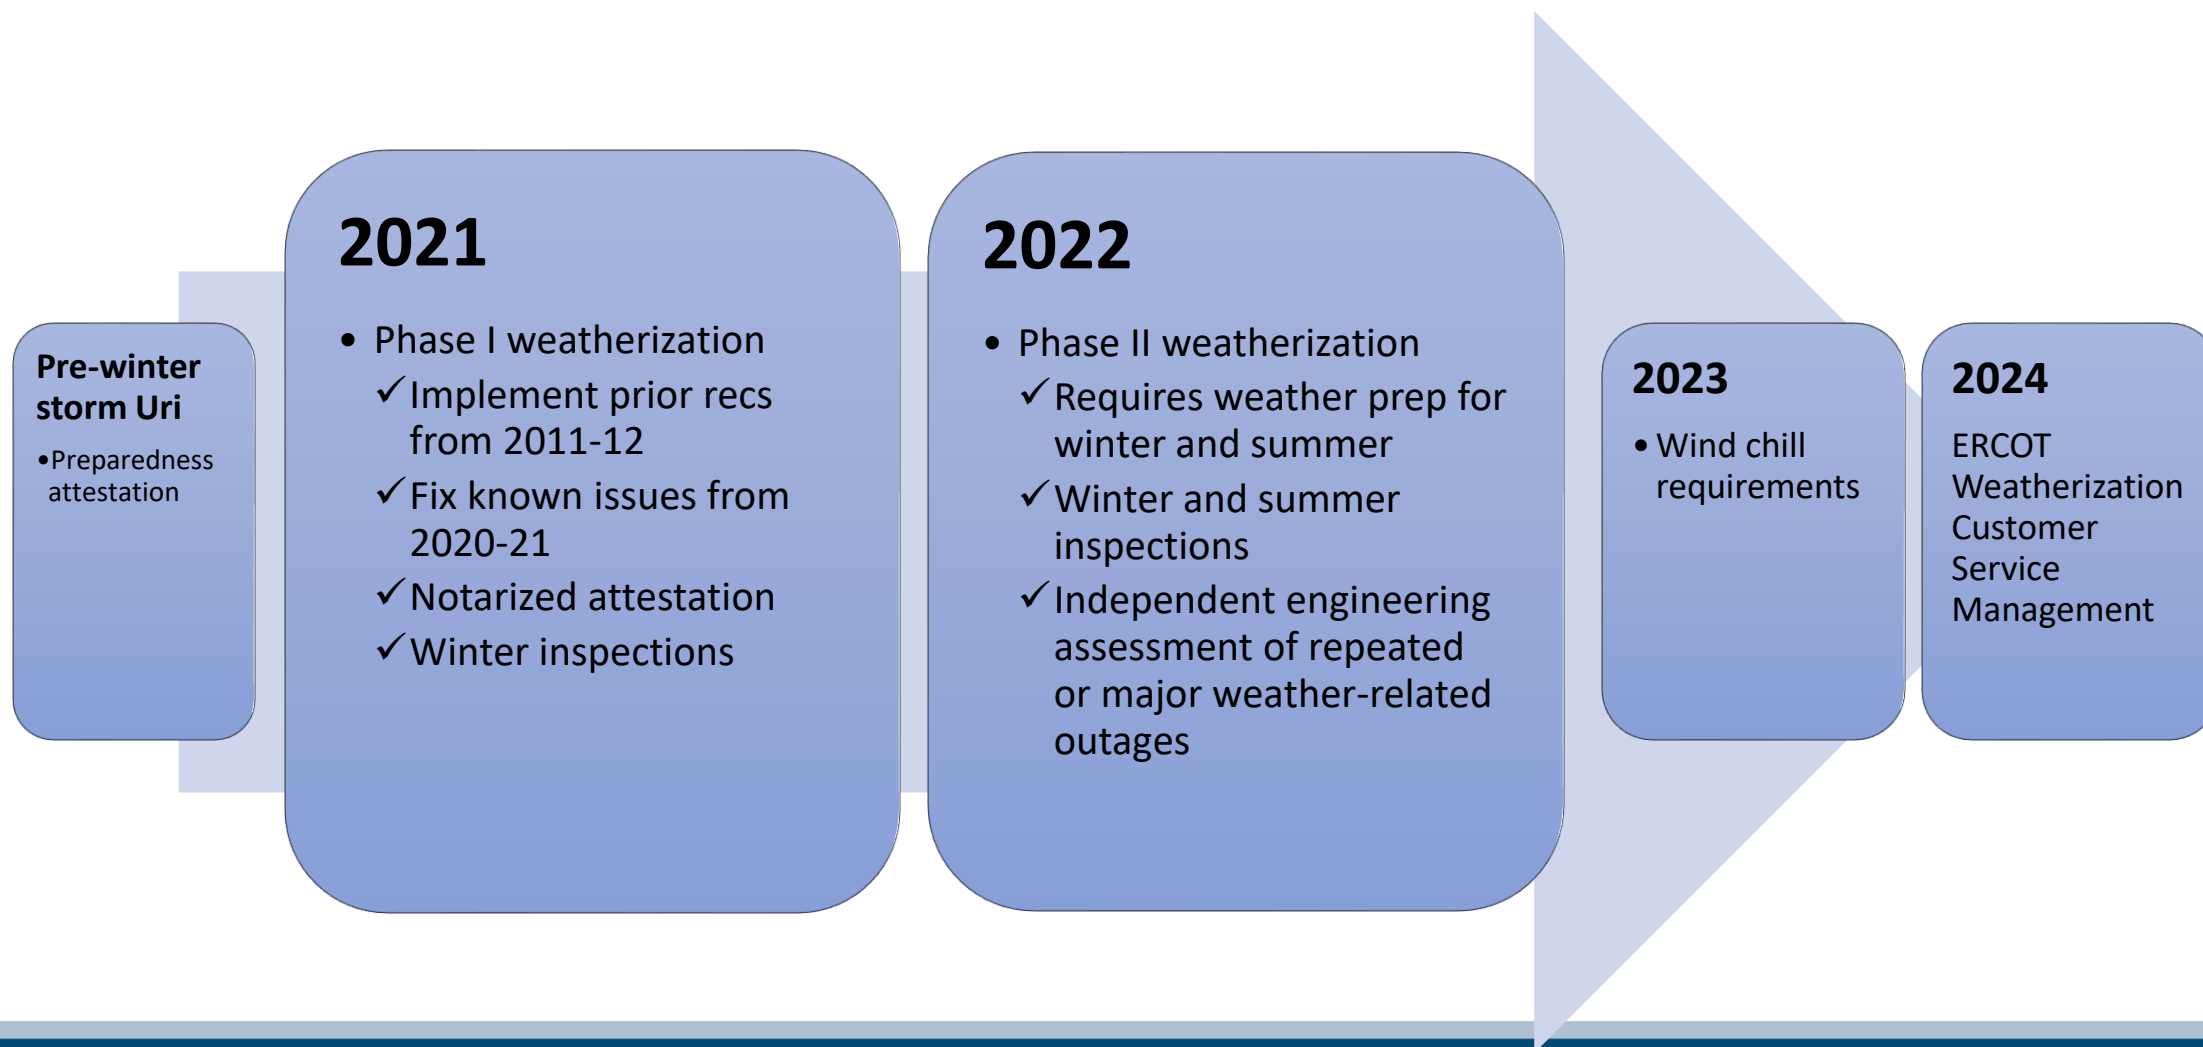 Pre-winter
storm Uri
•Preparedness
attestation
2021
• Phase I weatherization
✓Implement prior recs
from 2011-12
✓Fix known issues from
2020-21
✓Notarized attestation
✓Winter inspections
2022
• Phase II weatherization
✓Requires weather prep for
winter and summer
✓Winter and summer
inspections
✓Independent engineering
assessment of repeated
or major weather-related
outages
2023
• Wind chill
requirements
2024
ERCOT
Weatherization
Customer
Service
Management